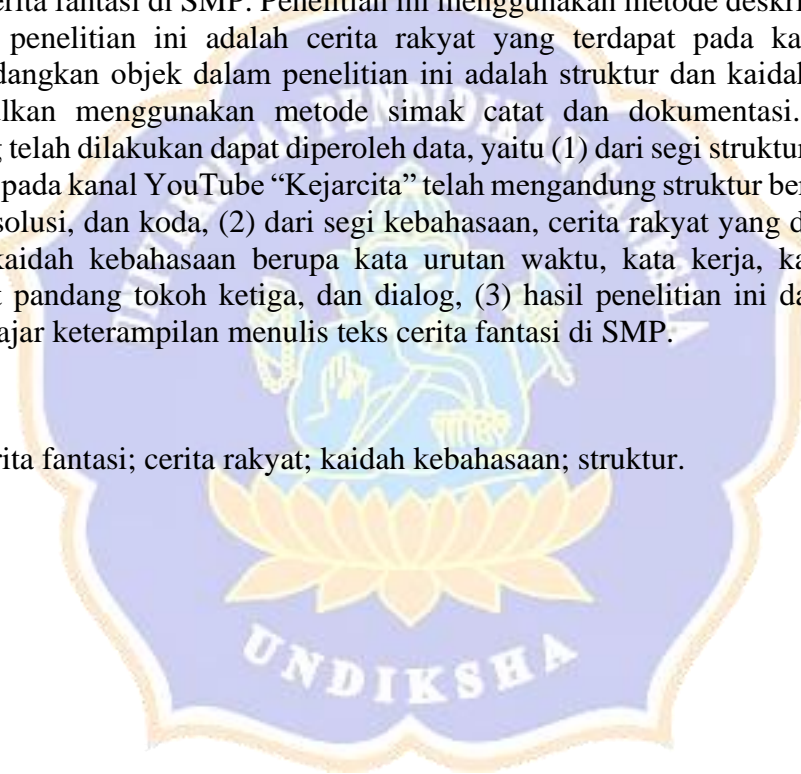 erita fantasi di SMP. Penelitian ini menggunakan metode deskri
penelitian ini adalah cerita rakyat yang terdapat pada ka
dangkan objek dalam penelitian ini adalah struktur dan kaidah
ulkan menggunakan metode simak catat dan dokumentasi.
telah dilakukan dapat diperoleh data, yaitu (1) dari segi struktur
pada kanal YouTube “Kejarcita” telah mengandung struktur ber
solusi, dan koda, (2) dari segi kebahasaan, cerita rakyat yang d
kaidah kebahasaan berupa kata urutan waktu, kata kerja, ka
t pandang tokoh ketiga, dan dialog, (3) hasil penelitian ini da
ajar keterampilan menulis teks cerita fantasi di SMP.
rita fantasi; cerita rakyat; kaidah kebahasaan; struktur.
UNIVERSITAS PENDIDIKAN GANESHA
UNDIKSHA